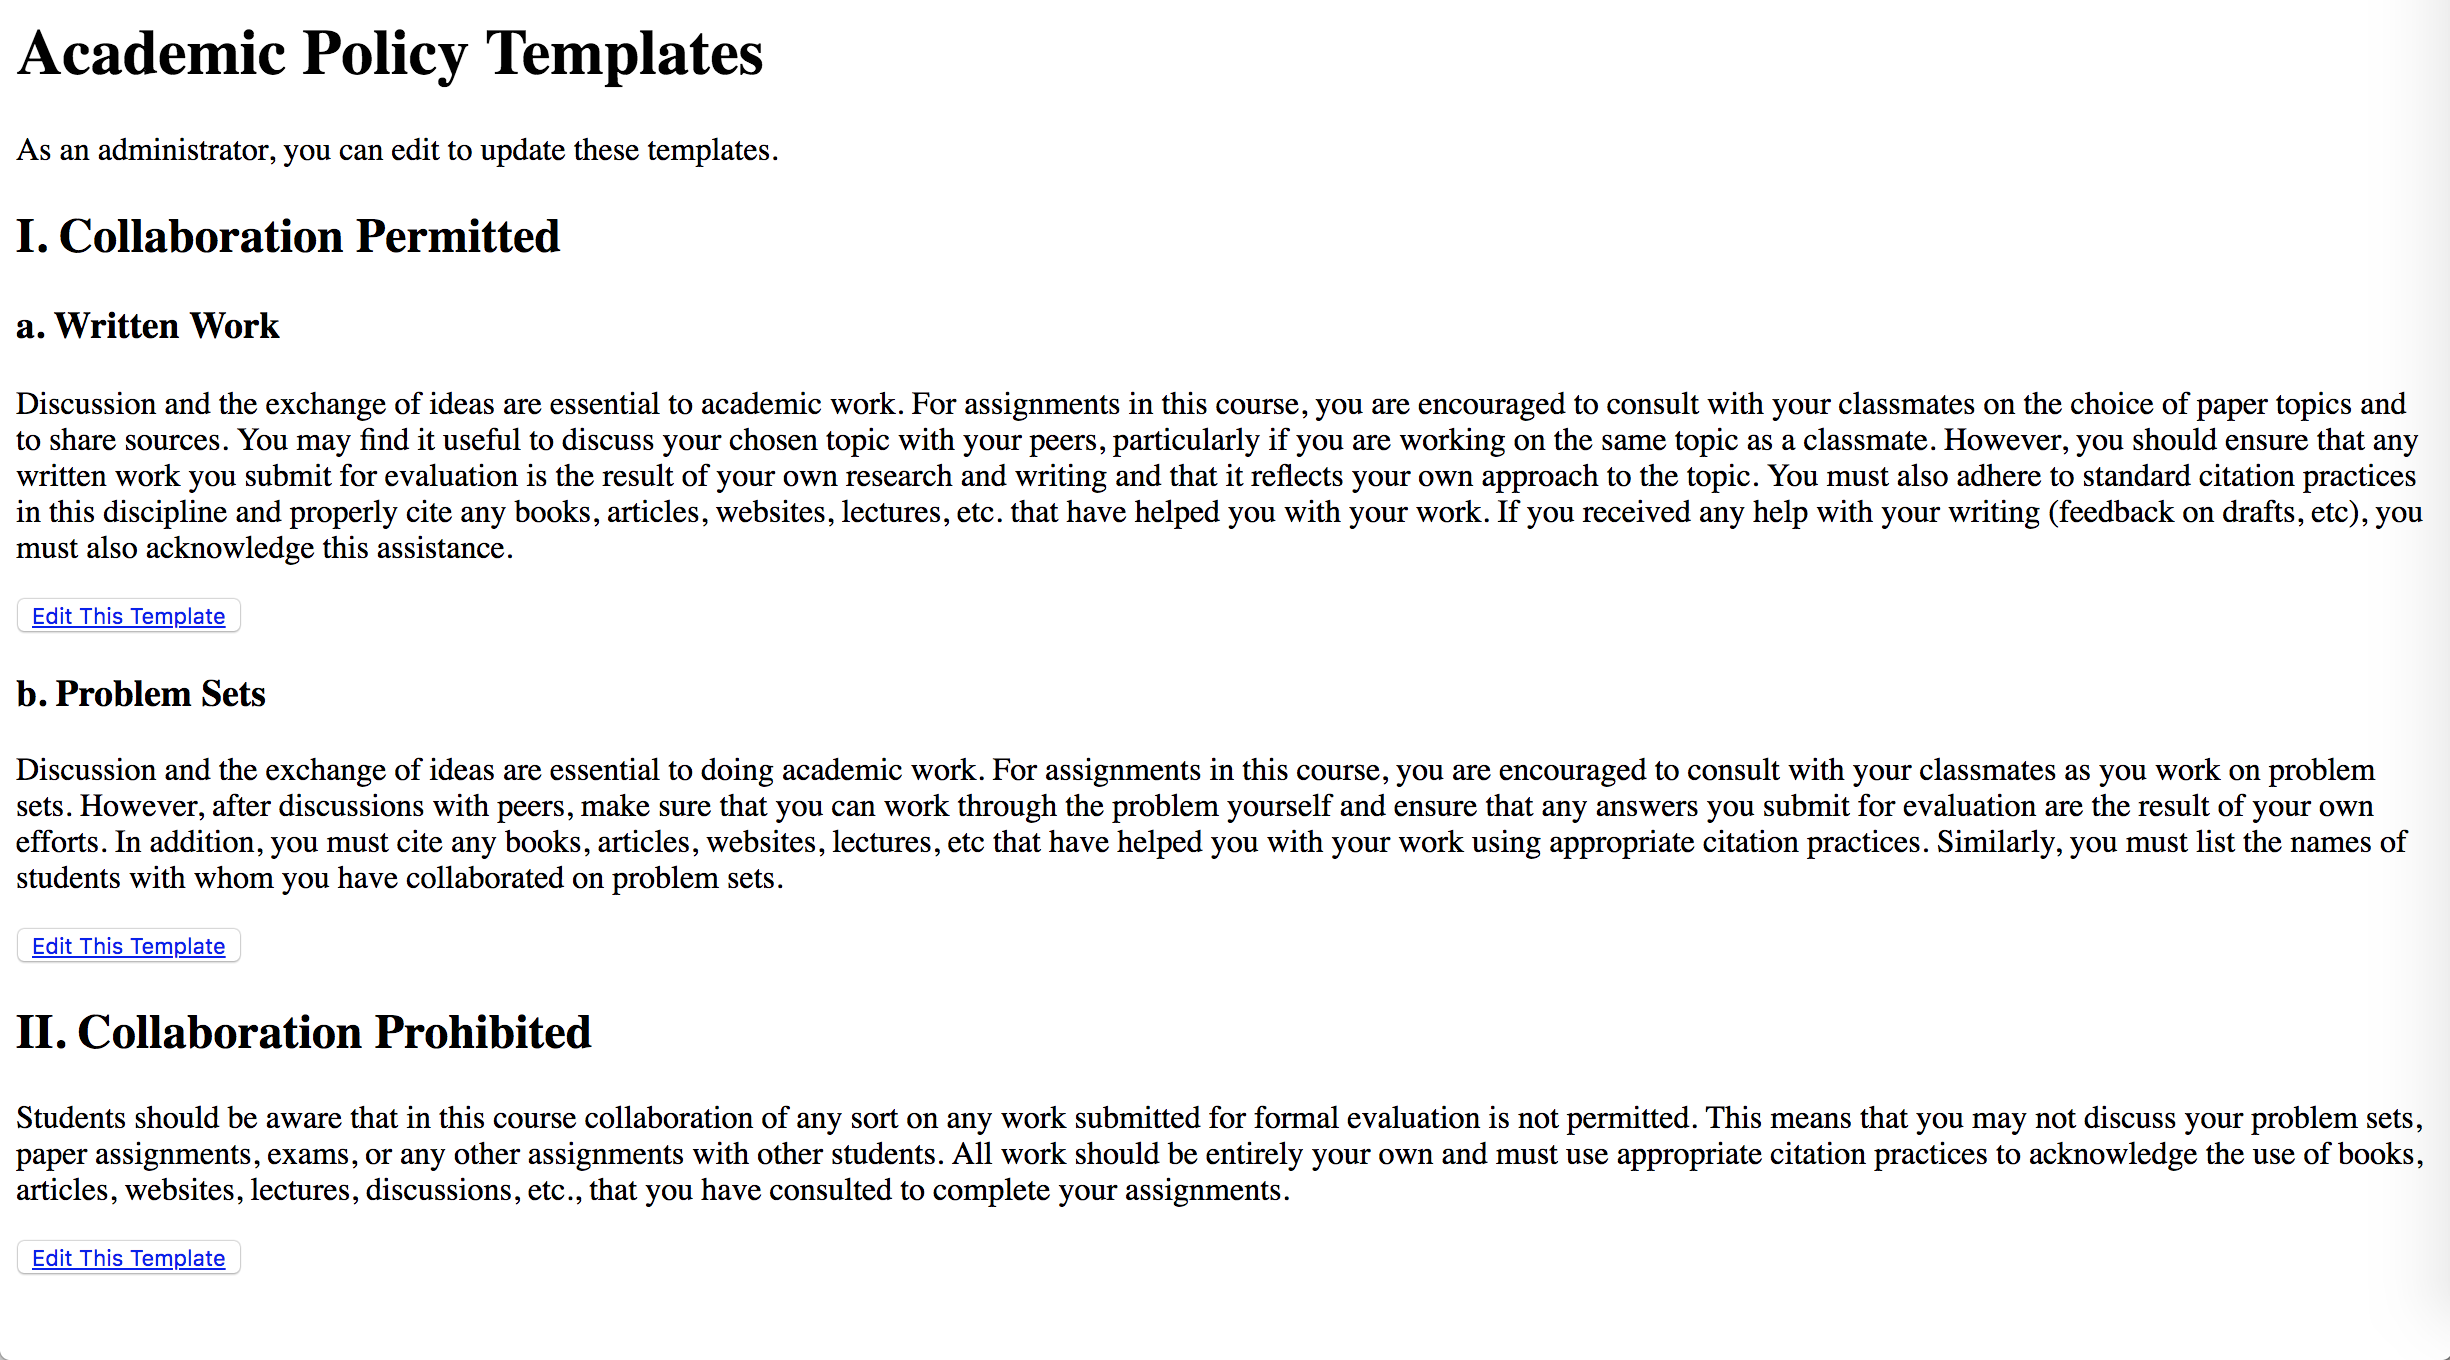 Academic Policy Templates
As an administrator, you can edit to update these templates.
I. Collaboration Permitted
a. Written Work
Discussion and the exchange of ideas are essential to academic work. For assignments in this course, you are encouraged to consult with your classmates on the choice of paper topics and
to share sources. You may find it useful to discuss your chosen topic with your peers, particularly if you are working on the same topic as a classmate. However, you should ensure that any
written work you submit for evaluation is the result of your own research and writing and that it reflects your own approach to the topic. You must also adhere to standard citation practices
in this discipline and properly cite any books, articles, websites, lectures, etc. that have helped you with your work. If you received any help with your writing (feedback on drafts, etc), you
must also acknowledge this assistance.
Edit This Template
b. Problem Sets
Discussion and the exchange of ideas are essential to doing academic work. For assignments in this course, you are encouraged to consult with your classmates as you work on problem
sets. However, after discussions with peers, make sure that you can work through the problem yourself and ensure that any answers you submit for evaluation are the result of your own
efforts. In addition, you must cite any books, articles, websites, lectures, etc that have helped you with your work using appropriate citation practices. Similarly, you must list the names of
students with whom you have collaborated on problem sets.
Edit This Template
II. Collaboration Prohibited
Students should be aware that in this course collaboration of any sort on any work submitted for formal evaluation is not permitted. This means that you may not discuss your problem sets,
paper assignments, exams, or any other assignments with other students. All work should be entirely your own and must use appropriate citation practices to acknowledge the use of books,
articles, websites, lectures, discussions, etc., that you have consulted to complete your assignments.
Edit This Template